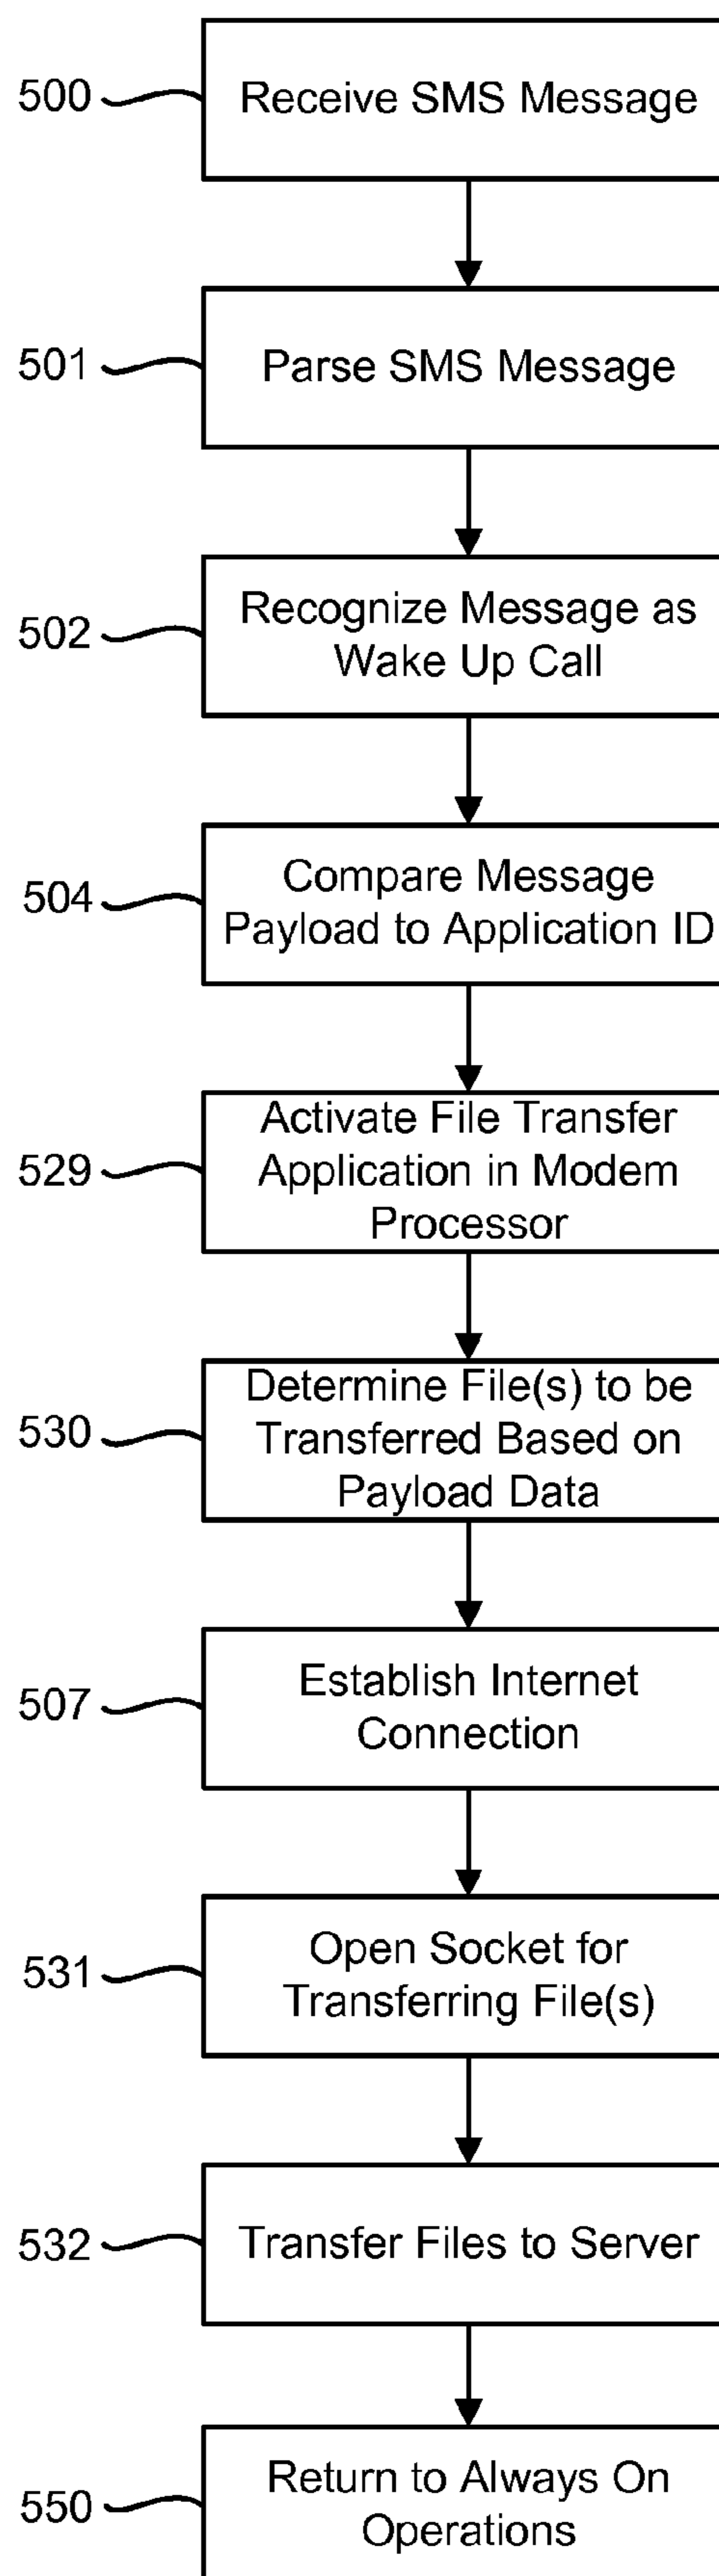 500
Receive SMS Message
501
Parse SMS Message
502
Recognize Message as
Wake Up Call
504
Compare Message
Payload to Application ID
529
Activate File Transfer
Application in Modem
Processor
530
Determine File(s) to be
Transferred Based on
Payload Data
507
Establish Internet
Connection
531
Open Socket for
Transferring File(s)
532
Transfer Files to Server
550
Return to Always On
Operations